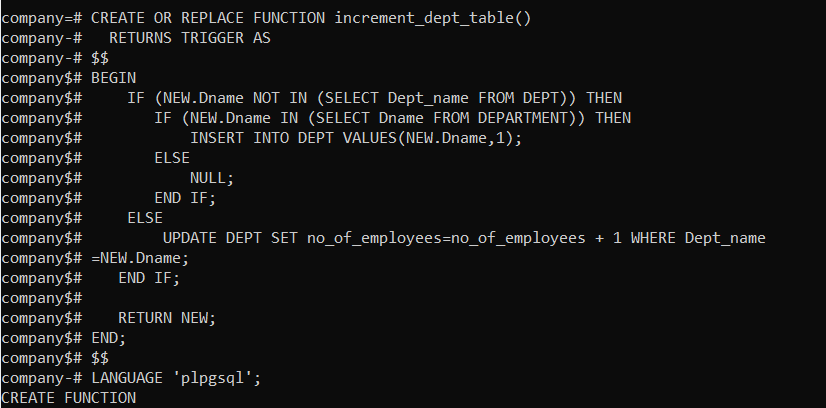 company=# CREATE OR REPLACE FUNCTION increment_dept_table()
company-#   RETURNS TRIGGER AS
company-# $$
company$# BEGIN
company$#     IF (NEW.Dname NOT IN (SELECT Dept_name FROM DEPT)) THEN
company$#        IF (NEW.Dname IN (SELECT Dname FROM DEPARTMENT)) THEN
company$#            INSERT INTO DEPT VALUES(NEW.Dname,1);
company$#        ELSE
company$#            NULL;
company$#        END IF;
company$#     ELSE
company$#         UPDATE DEPT SET no_of_employees=no_of_employees + 1 WHERE Dept_name
company$# =NEW.Dname;
company$#    END IF;
company$#
company$#    RETURN NEW;
company$# END;
company$# $$
company-# LANGUAGE 'plpgsql';
CREATE FUNCTION